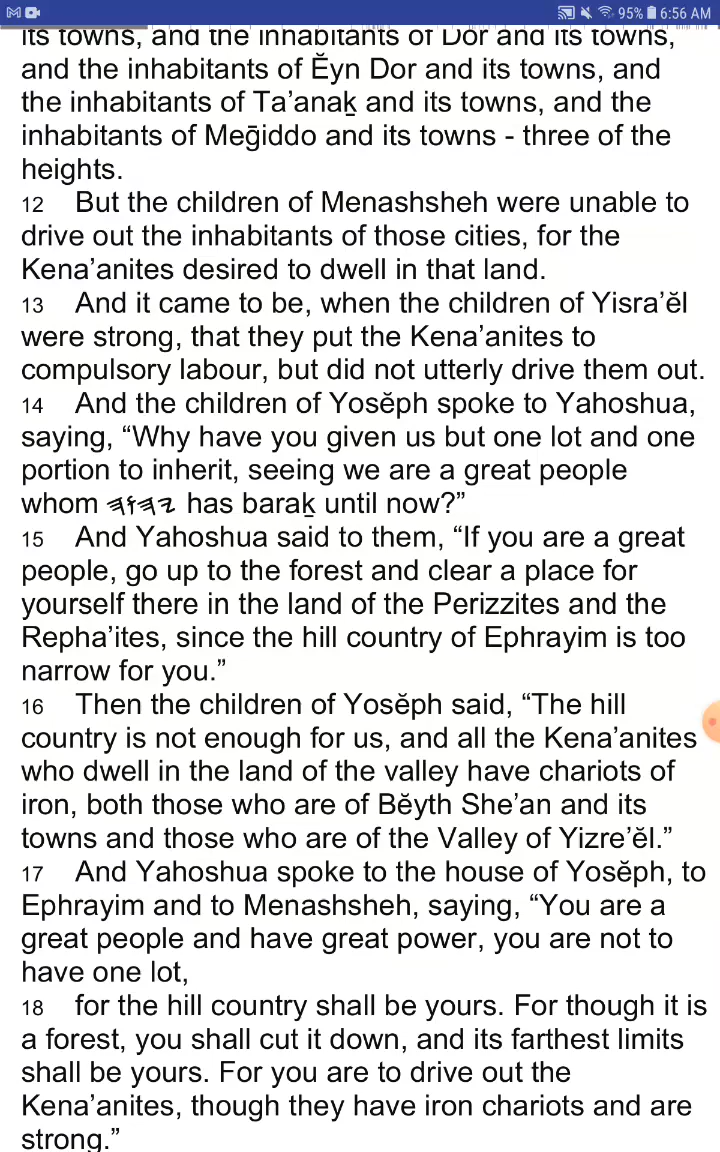 95% 6:56 AM
its towns, and the inhabitants of Dor and its towns,
and the inhabitants of Ěyn Dor and its towns, and
the inhabitants of Ta’anaḵ and its towns, and the
inhabitants of Meḡiddo and its towns - three of the
heights.
12 But the children of Menashsheh were unable to
drive out the inhabitants of those cities, for the
Kena’anites desired to dwell in that land.
13 And it came to be, when the children of Yisra’ĕl
were strong, that they put the Kena’anites to
compulsory labour, but did not utterly drive them out.
14 And the children of Yosĕph spoke to Yahoshua,
saying, “Why have you given us but one lot and one
portion to inherit, seeing we are a great people
whom 𐤉𐤄𐤅𐤄 has baraḵ until now?”
15 And Yahoshua said to them, “If you are a great
people, go up to the forest and clear a place for
yourself there in the land of the Perizzites and the
Repha’ites, since the hill country of Ephrayim is too
narrow for you.”
16 Then the children of Yosĕph said, “The hill
country is not enough for us, and all the Kena’anites
who dwell in the land of the valley have chariots of
iron, both those who are of Bĕyth She’an and its
towns and those who are of the Valley of Yizre’ĕl.”
17 And Yahoshua spoke to the house of Yosĕph, to
Ephrayim and to Menashsheh, saying, “You are a
great people and have great power, you are not to
have one lot,
18 for the hill country shall be yours. For though it is
a forest, you shall cut it down, and its farthest limits
shall be yours. For you are to drive out the
Kena’anites, though they have iron chariots and are
strong.”